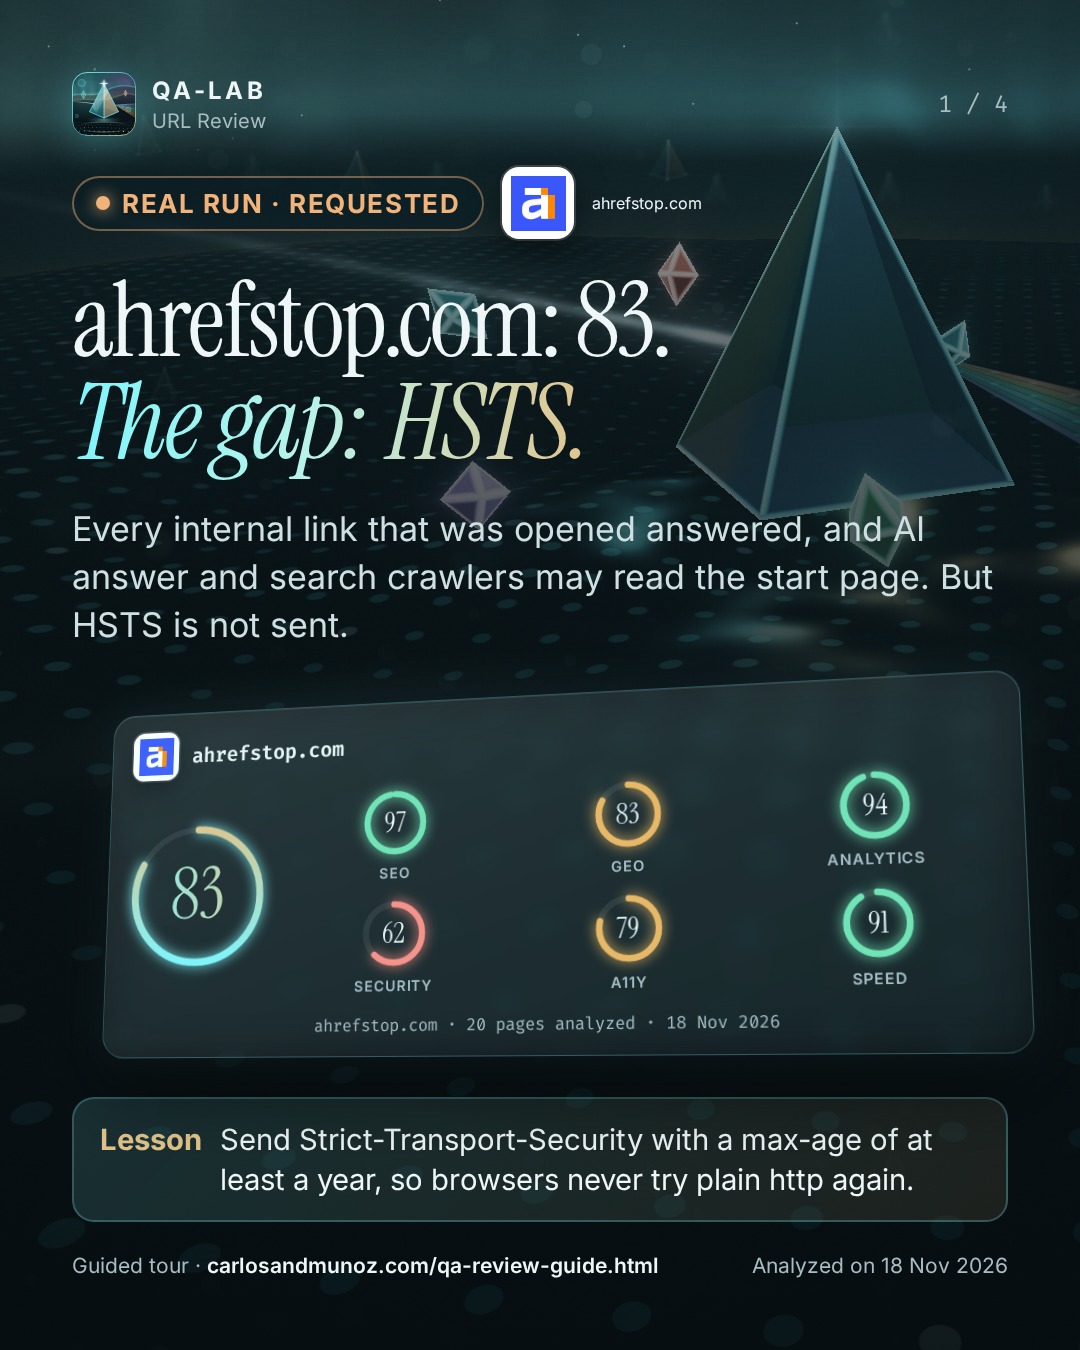 QA-LAB
URL Review
1 / 4
REAL RUN · REQUESTED
a
ahrefstop.com
ahrefstop.com: 83.
The gap: HSTS.
Every internal link that was opened answered, and AI
answer and search crawlers may read the start page. But
HSTS is not sent.
a
ahrefstop.com
83
97
SEO
83
GEO
94
ANALYTICS
62
SECURITY
79
A11Y
91
SPEED
ahrefstop.com · 20 pages analyzed · 18 Nov 2026
Lesson Send Strict-Transport-Security with a max-age of at
least a year, so browsers never try plain http again.
Guided tour · carlosandmunoz.com/qa-review-guide.html
Analyzed on 18 Nov 2026